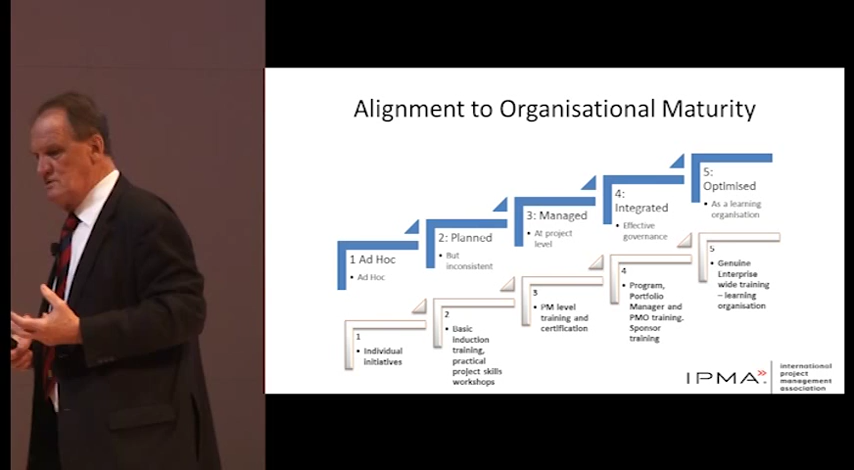 Alignment to Organisational Maturity
1 Ad Hoc
• Ad Hoc
2: Planned
• But
inconsistent
3: Managed
• At project
level
4:
Integrated
• Effective
governance
5:
Optimised
• As a learning
organisation
1
• Individual
initiatives
2
• Basic
induction
training,
practical
project skills
workshops
3
• PM level
training and
certification
4
• Program,
Portfolio
Manager and
PMO training.
Sponsor
training
5
• Genuine
Enterprise
wide training
– learning
organisation
IPMA
international
project
management
association